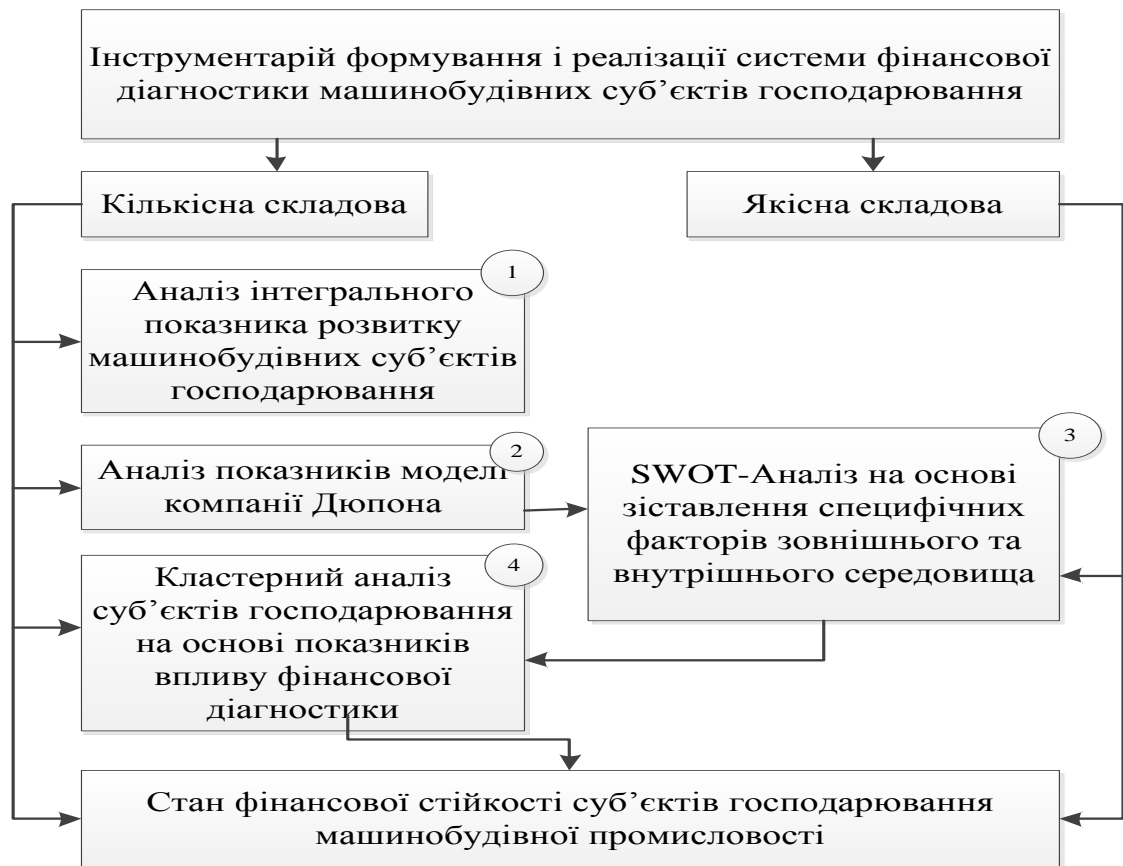 Інструментарій формування і реалізації системи фінансової
діагностики машинобудівних суб’єктів господарювання
Кількісна складова
Якісна складова
1
Аналіз інтегрального
показника розвитку
машинобудівних суб’єктів
господарювання
2
Аналіз показників моделі
компанії Дюпона
3
SWOT-Аналіз на основі
зіставлення специфічних
факторів зовнішнього та
внутрішнього середовища
4
Кластерний аналіз
суб’єктів господарювання
на основі показників
впливу фінансової
діагностики
Стан фінансової стійкості суб’єктів господарювання
машинобудівної промисловості